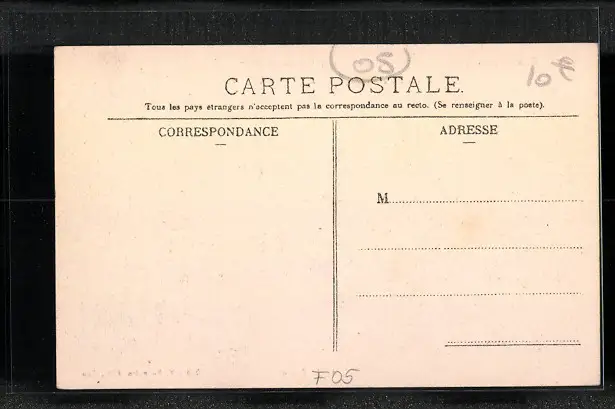 05
10€
CARTE POSTALE.
Tous les pays étrangers n'acceptent pas la correspondance au recto. (Se renseigner à la poste).
CORRESPONDANCE
ADRESSE
M
F05